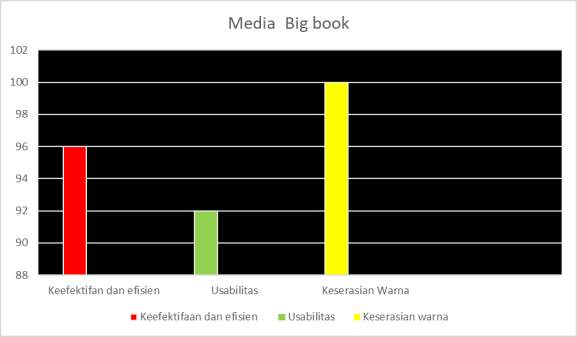 Media  Big book
102
100
98
96
94
92
90
88
Keefektifan dan efisien Usabilitas Keserasian Warna
Keefektifaan dan efisien Usabilitas Keserasian warna